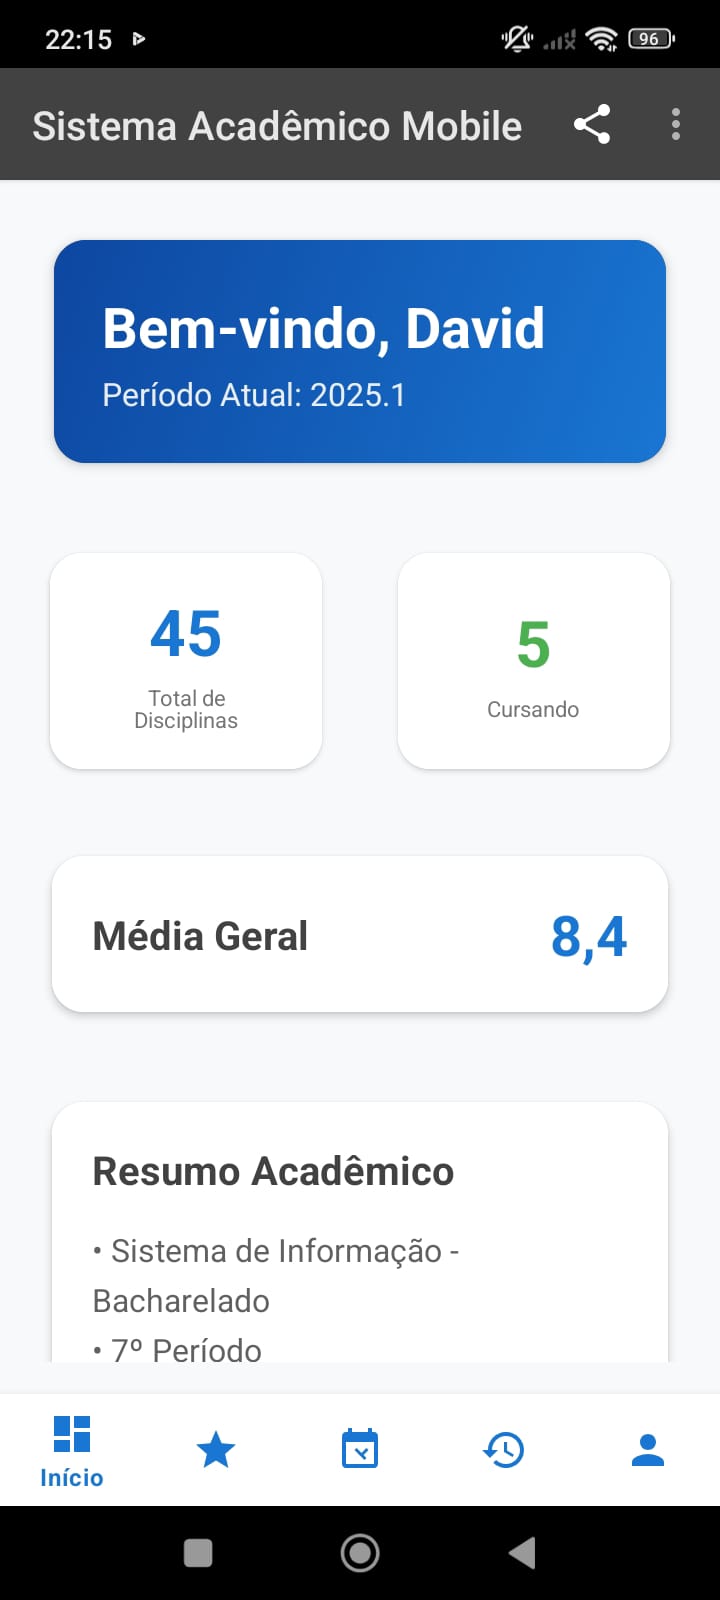 22:15
96
Sistema Acadêmico Mobile
Bem-vindo, David
Período Atual: 2025.1
45
Total de
Disciplinas
5
Cursando
Média Geral
8,4
Resumo Acadêmico
• Sistema de Informação -
Bacharelado
• 7º Período
Início